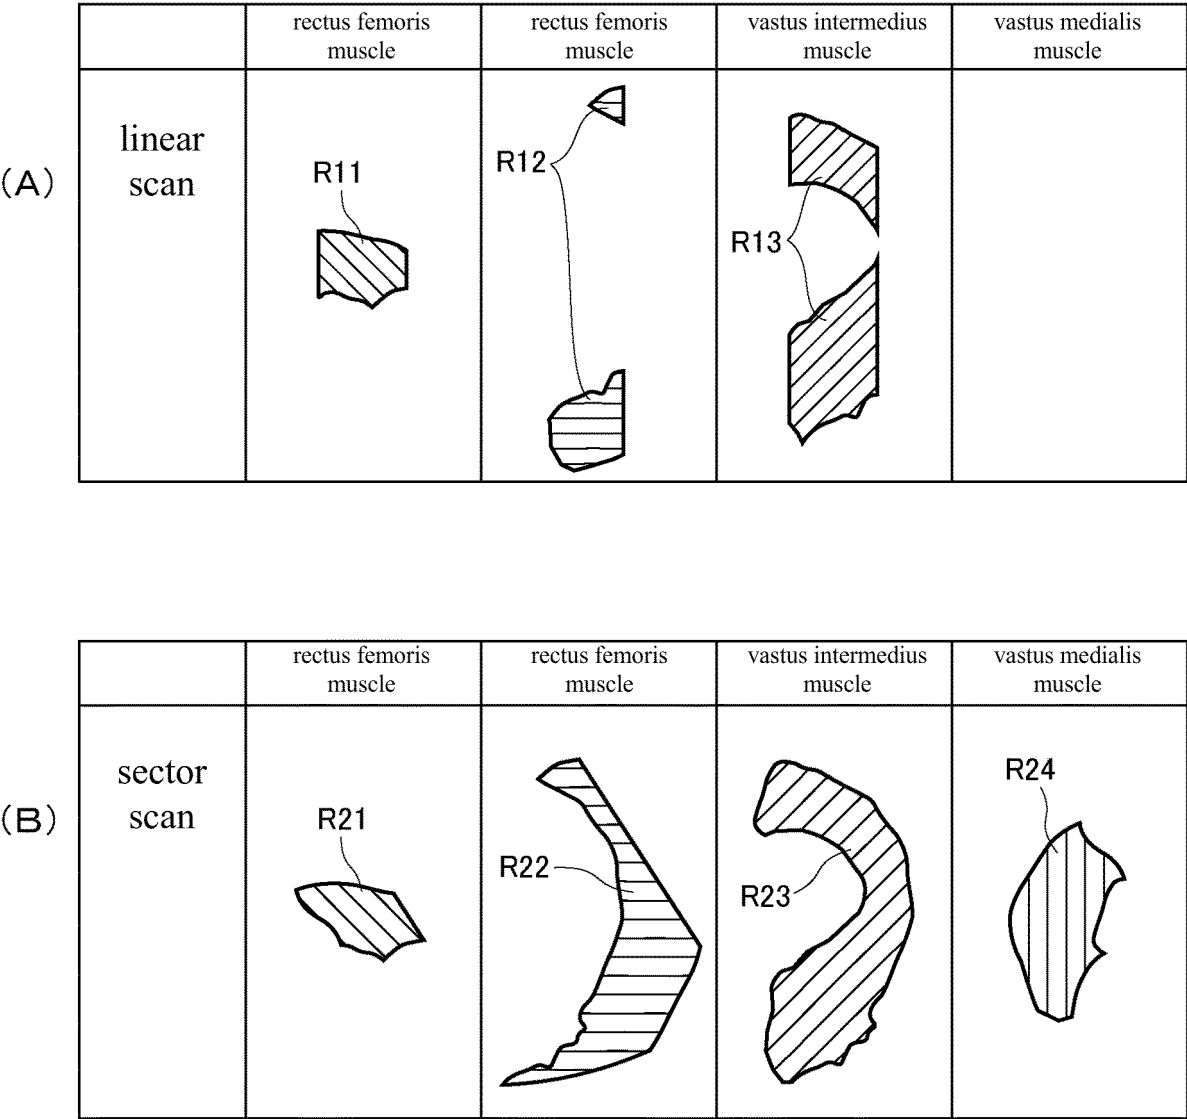 (A)
rectus femoris
muscle
rectus femoris
muscle
vastus intermedius
muscle
vastus medialis
muscle
linear
scan
R11
R12
R13
(B)
rectus femoris
muscle
rectus femoris
muscle
vastus intermedius
muscle
vastus medialis
muscle
sector
scan
R21
R22
R23
R24